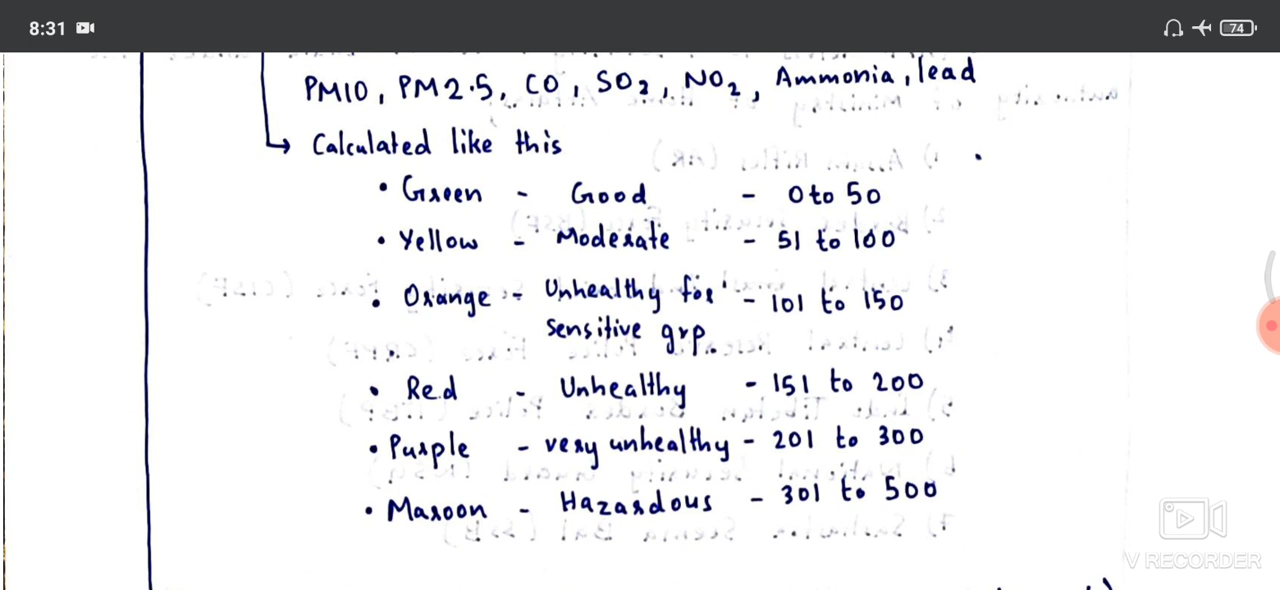 8:31
74
PM10, PM2.5, CO, SO2, NO2, Ammonia, lead
↳ Calculated like this
• Green - Good - 0 to 50
• Yellow - Moderate - 51 to 100
• Orange - Unhealthy for - 101 to 150
sensitive grp.
• Red - Unhealthy - 151 to 200
• Purple - very unhealthy - 201 to 300
• Maroon - Hazardous - 301 to 500
V RECORDER